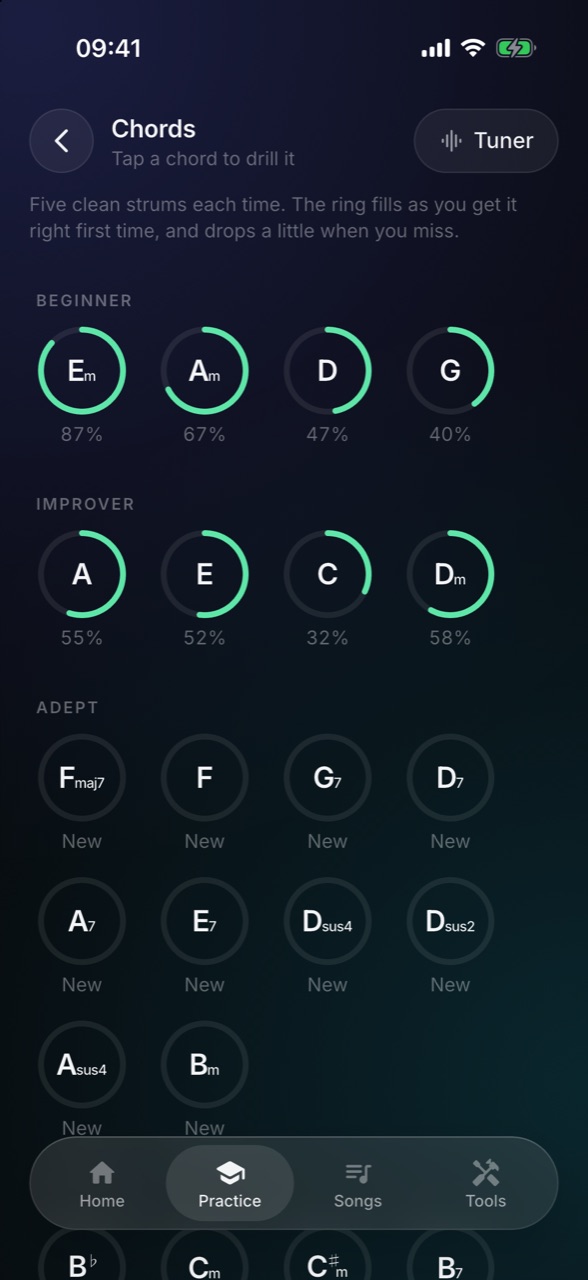 09:41
Chords
Tap a chord to drill it
Tuner
Five clean strums each time. The ring fills as you get it
right first time, and drops a little when you miss.
BEGINNER
Em Am D G
87% 67% 47% 40%
IMPROVER
A E C Dm
55% 52% 32% 58%
ADEPT
Fmaj7 F G7 D7
New New New New
A7 E7 Dsus4 Dsus2
New New New New
Asus4 Bm
New New
Home Practice Songs Tools
B♭ Cm C♯m B7